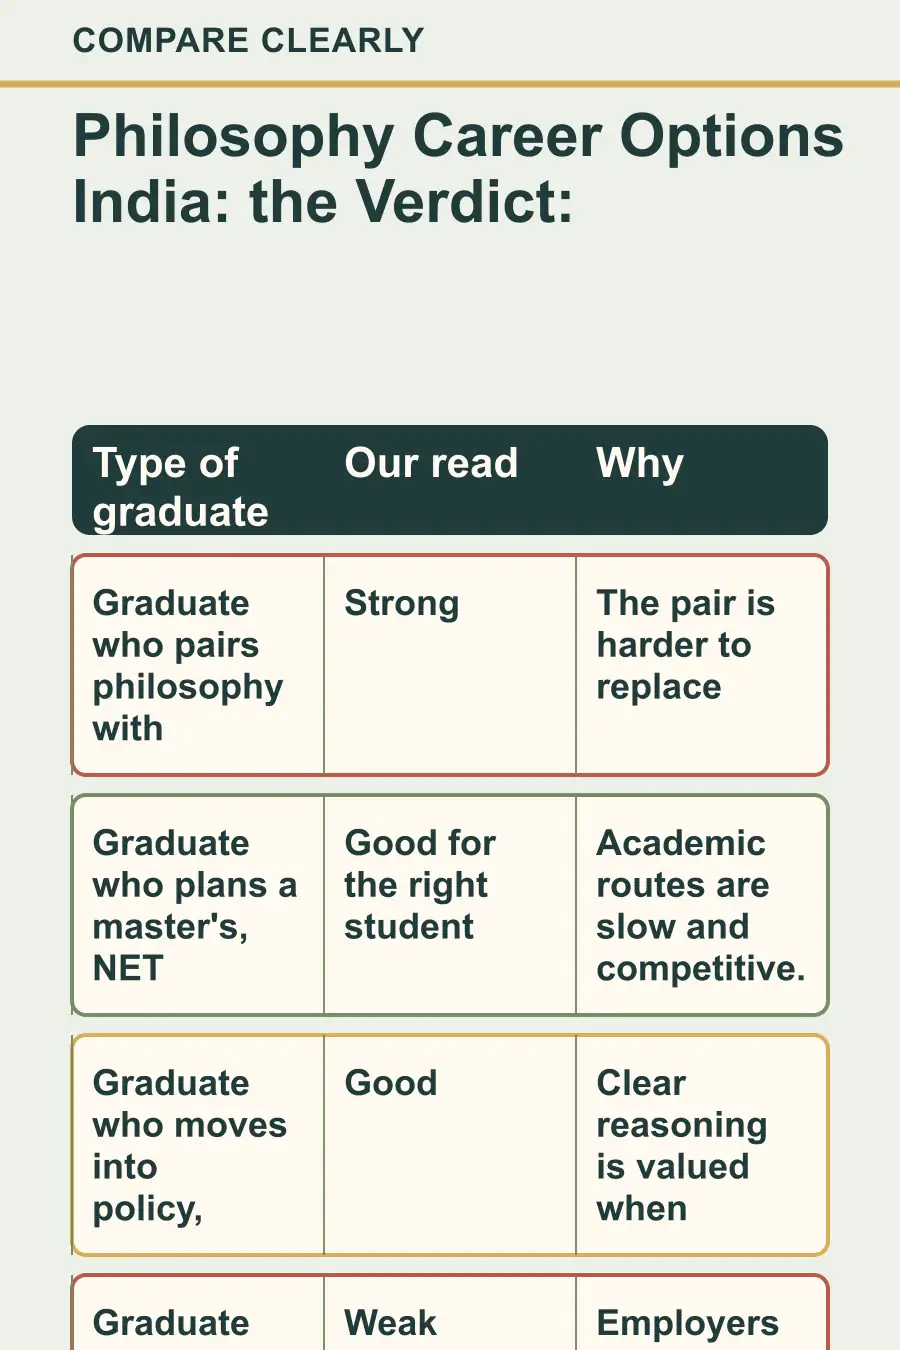 COMPARE CLEARLY
Philosophy Career Options
India: the Verdict:
Type of
graduate
Our read
Why
Graduate
who pairs
philosophy
with
Strong
The pair is
harder to
replace
Graduate
who plans a
master's,
NET
Good for
the right
student
Academic
routes are
slow and
competitive.
Graduate
who moves
into
policy,
Good
Clear
reasoning
is valued
when
Graduate
Weak
Employers